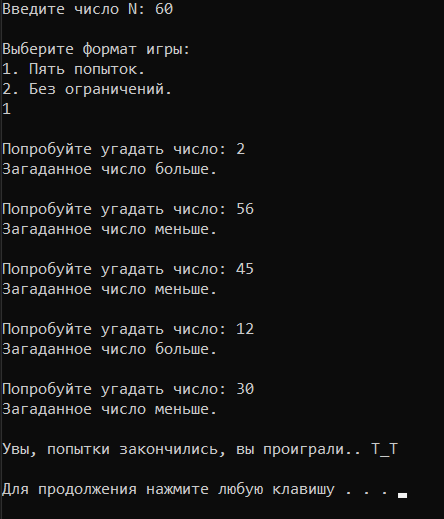 Введите число N: 60
Выберите формат игры:
1. Пять попыток.
2. Без ограничений.
1
Попробуйте угадать число: 2
Загаданное число больше.
Попробуйте угадать число: 56
Загаданное число меньше.
Попробуйте угадать число: 45
Загаданное число меньше.
Попробуйте угадать число: 12
Загаданное число больше.
Попробуйте угадать число: 30
Загаданное число меньше.
Увы, попытки закончились, вы проиграли.. T_T
Для продолжения нажмите любую клавишу . . .